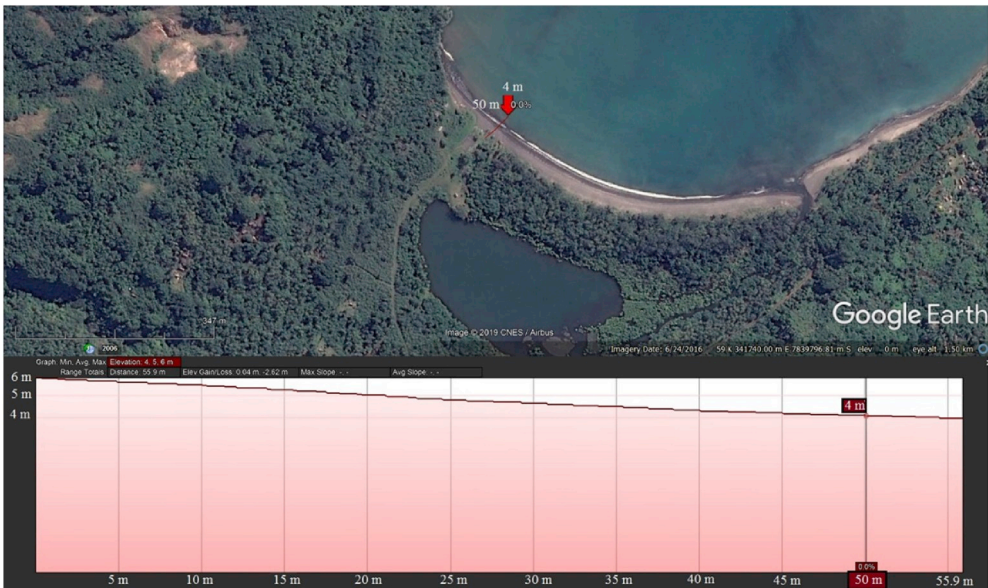 4 m
50 m 0.0%
347 m
Image © 2019 CNES / Airbus
Google Earth
2006
Imagery Date: 6/24/2016 59 K 341740.00 m E 7839796.81 m S elev 0 m eye alt 1.50 km
Graph: Min, Avg, Max Elevation: 4, 5, 6 m
Range Totals: Distance: 55.9 m Elev Gain/Loss: 0.04 m, -2.62 m Max Slope: -, - Avg Slope: -, -
6 m
5 m
4 m
4 m
0.0%
5 m 10 m 15 m 20 m 25 m 30 m 35 m 40 m 45 m 50 m 55.9 m